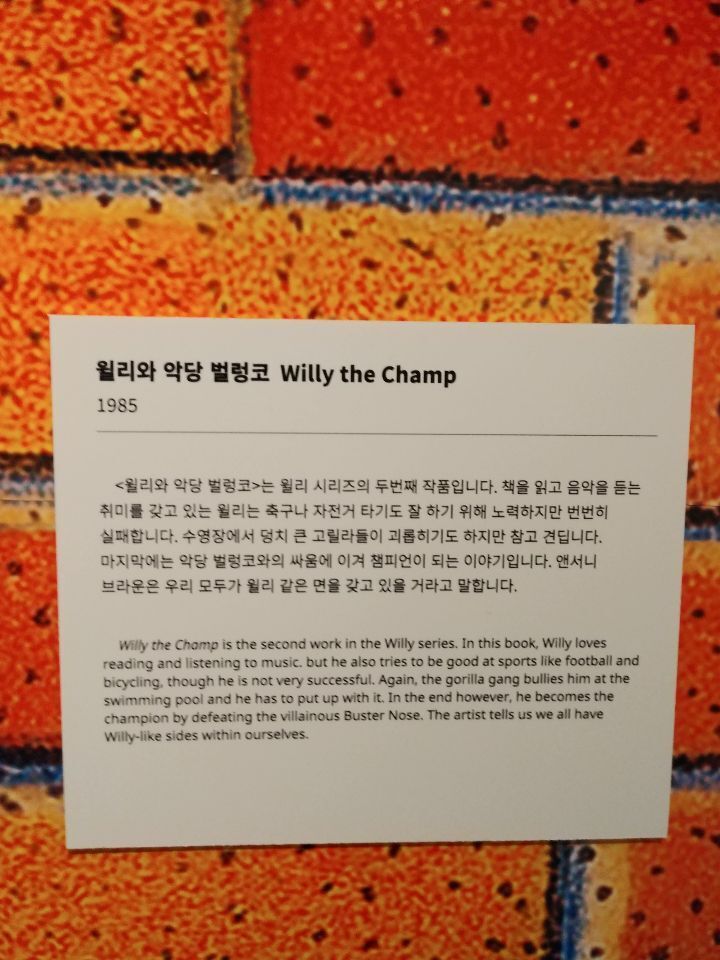 윌리와 악당 벌렁코 Willy the Champ
1985
<윌리와 악당 벌렁코>는 윌리 시리즈의 두번째 작품입니다. 책을 읽고 음악을 듣는
취미를 갖고 있는 윌리는 축구나 자전거 타기도 잘 하기 위해 노력하지만 번번히
실패합니다. 수영장에서 덩치 큰 고릴라들이 괴롭히기도 하지만 참고 견딥니다.
마지막에는 악당 벌렁코와의 싸움에 이겨 챔피언이 되는 이야기입니다. 앤서니
브라운은 우리 모두가 윌리 같은 면을 갖고 있을 거라고 말합니다.
Willy the Champ is the second work in the Willy series. In this book, Willy loves
reading and listening to music. but he also tries to be good at sports like football and
bicycling, though he is not very successful. Again, the gorilla gang bullies him at the
swimming pool and he has to put up with it. In the end however, he becomes the
champion by defeating the villainous Buster Nose. The artist tells us we all have
Willy-like sides within ourselves.